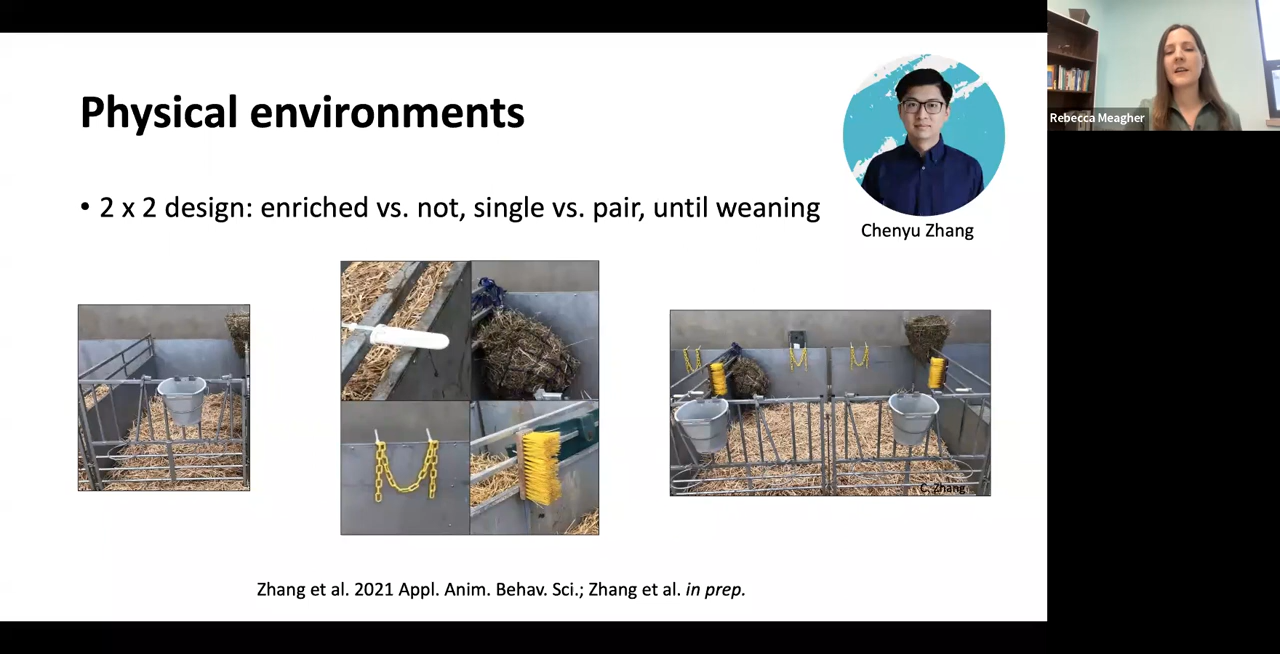 Physical environments
• 2 x 2 design: enriched vs. not, single vs. pair, until weaning
Chenyu Zhang
C. Zhang
Zhang et al. 2021 Appl. Anim. Behav. Sci.; Zhang et al. in prep.
Rebecca Meagher